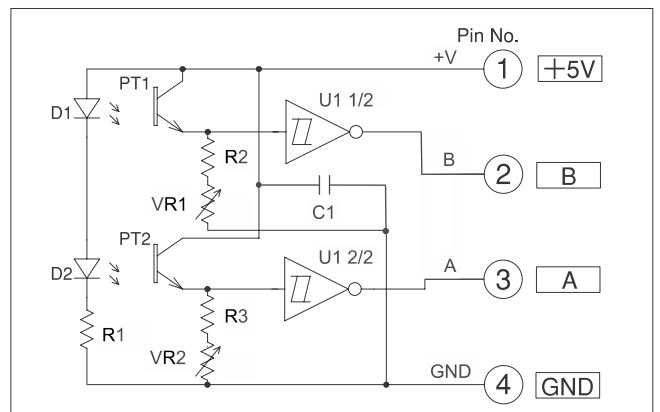 Pin No.
+V
1
+5V
PT1
D1
U1 1/2
R2
B
2
B
VR1
C1
PT2
U1 2/2
D2
A
3
A
R3
R1
VR2
GND
4
GND